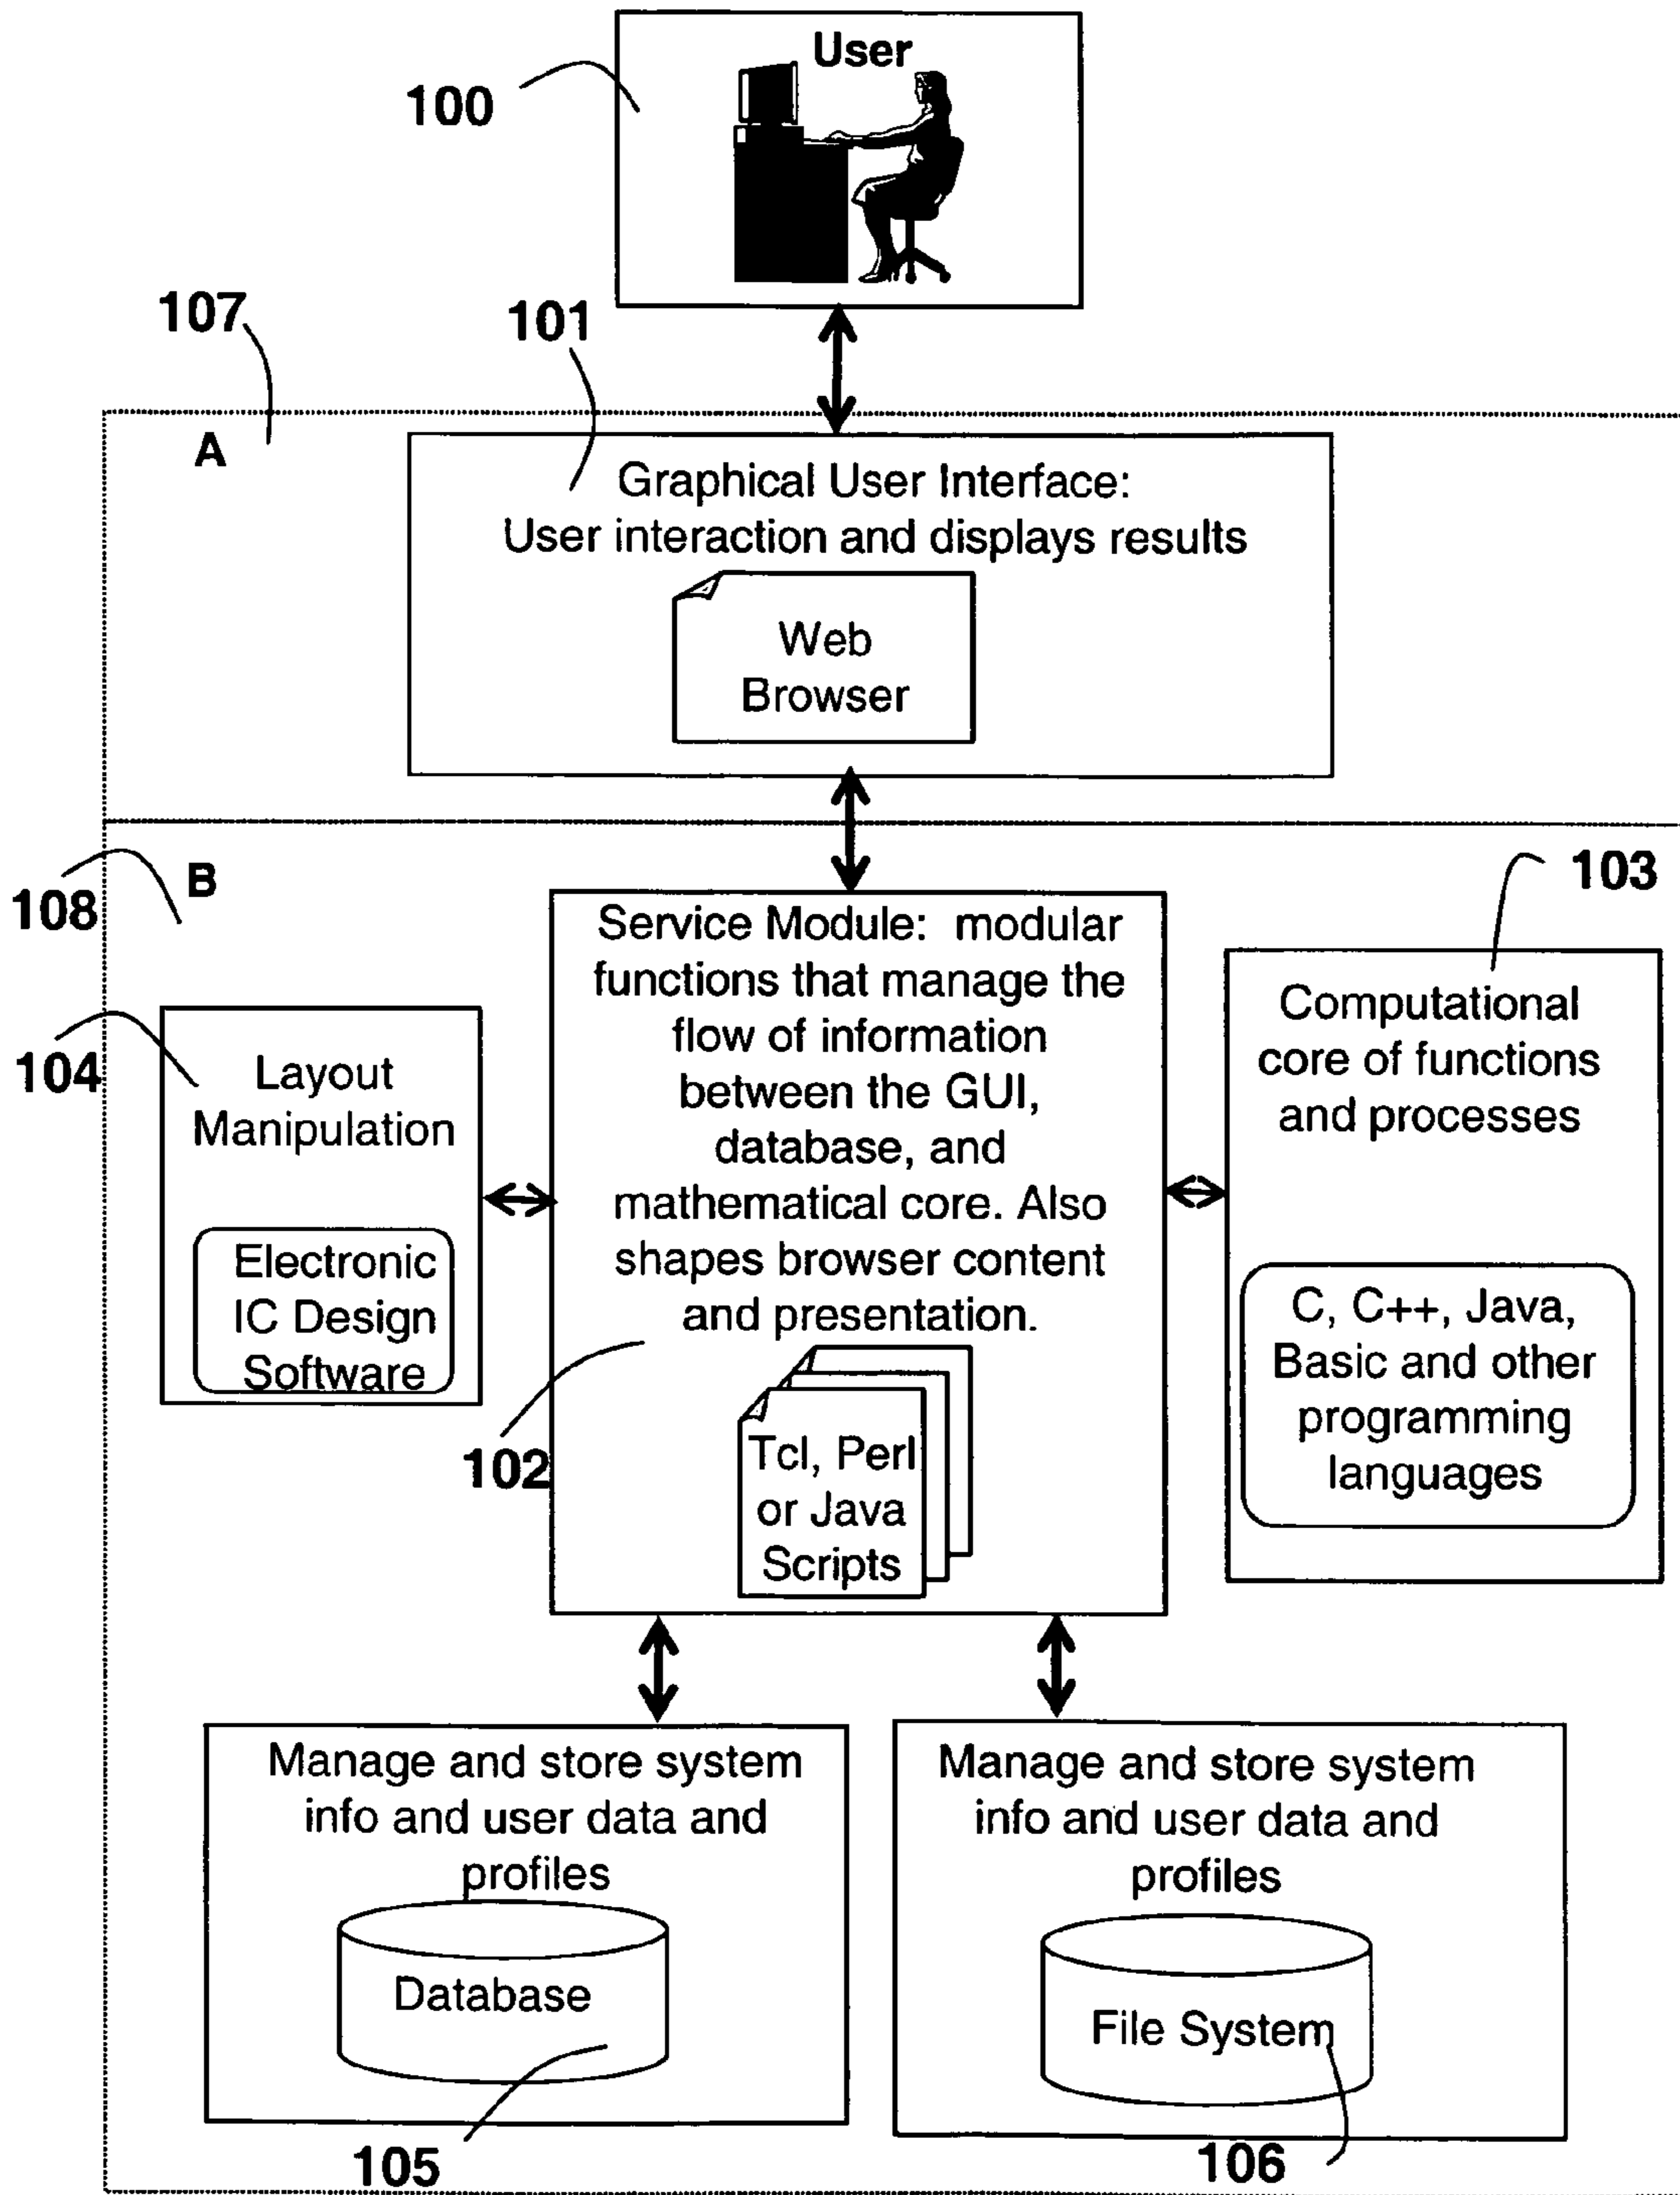 User
100
107
101
A
Graphical User Interface:
User interaction and displays results
Web
Browser
108
B
103
Service Module: modular
functions that manage the
flow of information
between the GUI,
database, and
mathematical core. Also
shapes browser content
and presentation.
Tcl, Perl
or Java
Scripts
102
104
Layout
Manipulation
Electronic
IC Design
Software
Computational
core of functions
and processes
C, C++, Java,
Basic and other
programming
languages
Manage and store system
info and user data and
profiles
Database
105
Manage and store system
info and user data and
profiles
File System
106